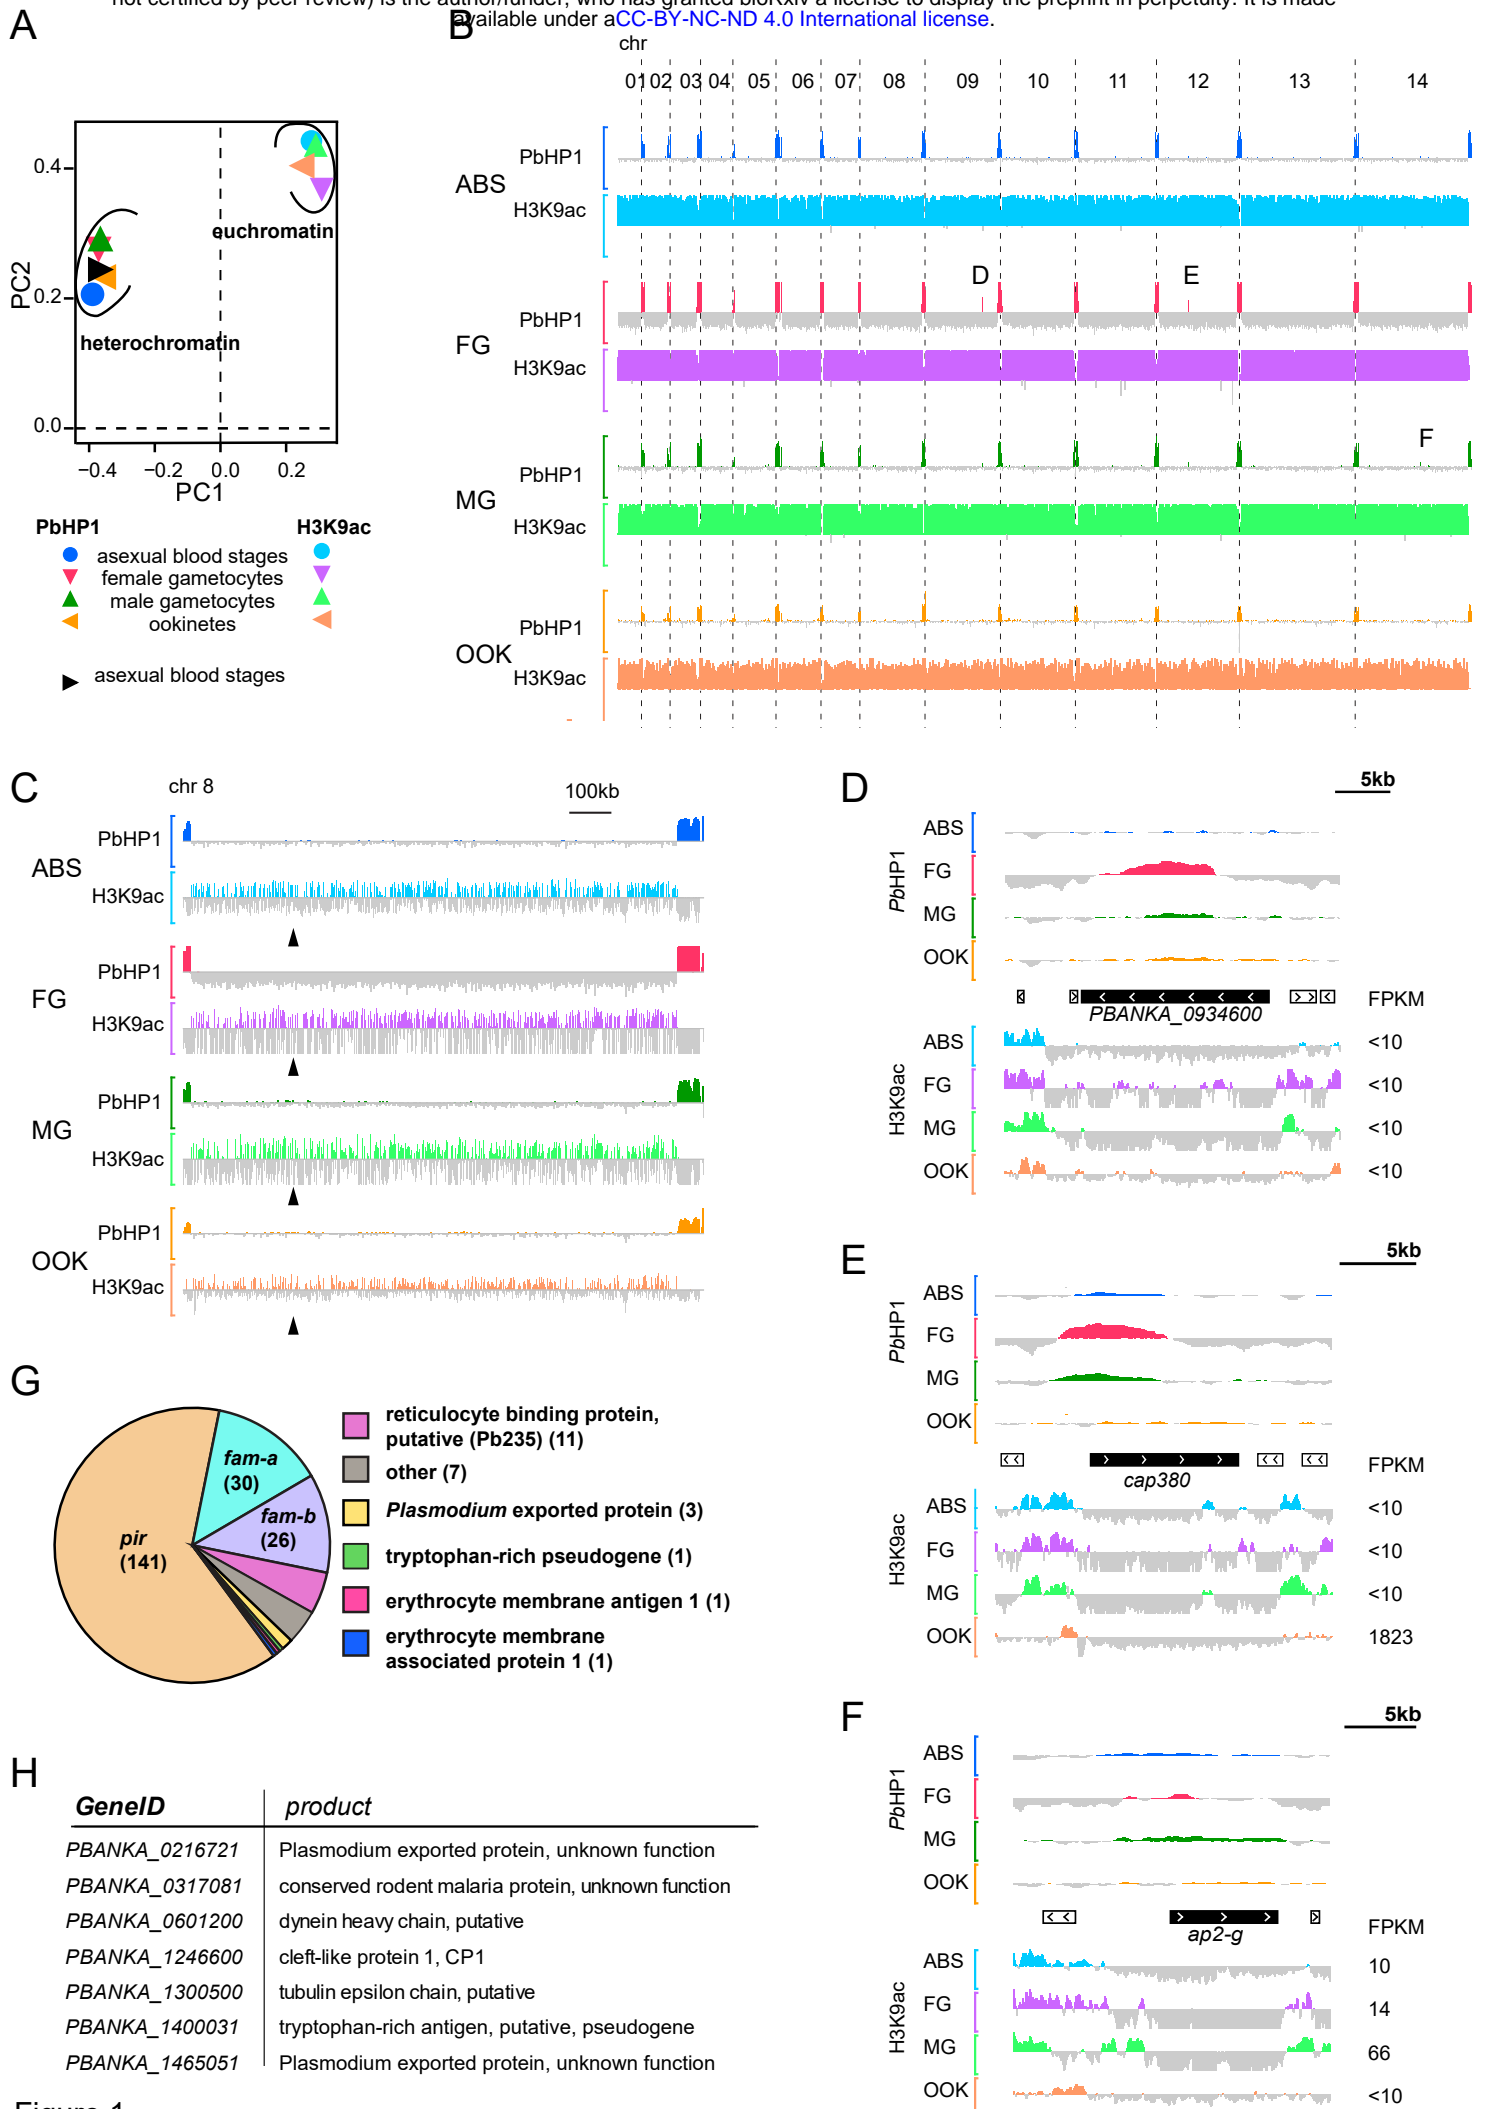 not certified by peer review) is the author/funder, who has granted bioRxiv a license to display the preprint in perpetuity. It is made
available under aCC-BY-NC-ND 4.0 International license.
A
0.4
0.2
0.0
PC2
−0.4 −0.2 0.0 0.2
PC1
euchromatin
heterochromatin
PbHP1 H3K9ac
asexual blood stages
female gametocytes
male gametocytes
ookinetes
asexual blood stages
B
chr
01 02 03 04 05 06 07 08 09 10 11 12 13 14
ABS
PbHP1
H3K9ac
D E
FG
PbHP1
H3K9ac
F
MG
PbHP1
H3K9ac
OOK
PbHP1
H3K9ac
C
chr 8
100kb
ABS
PbHP1
H3K9ac
FG
PbHP1
H3K9ac
MG
PbHP1
H3K9ac
OOK
PbHP1
H3K9ac
D
5kb
PbHP1
ABS
FG
MG
OOK
PBANKA_0934600
FPKM
H3K9ac
ABS <10
FG <10
MG <10
OOK <10
E
5kb
PbHP1
ABS
FG
MG
OOK
cap380
FPKM
H3K9ac
ABS <10
FG <10
MG <10
OOK 1823
F
5kb
PbHP1
ABS
FG
MG
OOK
ap2-g
FPKM
H3K9ac
ABS 10
FG 14
MG 66
OOK <10
G
pir
(141)
fam-a
(30)
fam-b
(26)
reticulocyte binding protein,
putative (Pb235) (11)
other (7)
Plasmodium exported protein (3)
tryptophan-rich pseudogene (1)
erythrocyte membrane antigen 1 (1)
erythrocyte membrane
associated protein 1 (1)
H
GeneID product
PBANKA_0216721 Plasmodium exported protein, unknown function
PBANKA_0317081 conserved rodent malaria protein, unknown function
PBANKA_0601200 dynein heavy chain, putative
PBANKA_1246600 cleft-like protein 1, CP1
PBANKA_1300500 tubulin epsilon chain, putative
PBANKA_1400031 tryptophan-rich antigen, putative, pseudogene
PBANKA_1465051 Plasmodium exported protein, unknown function
Figure 1